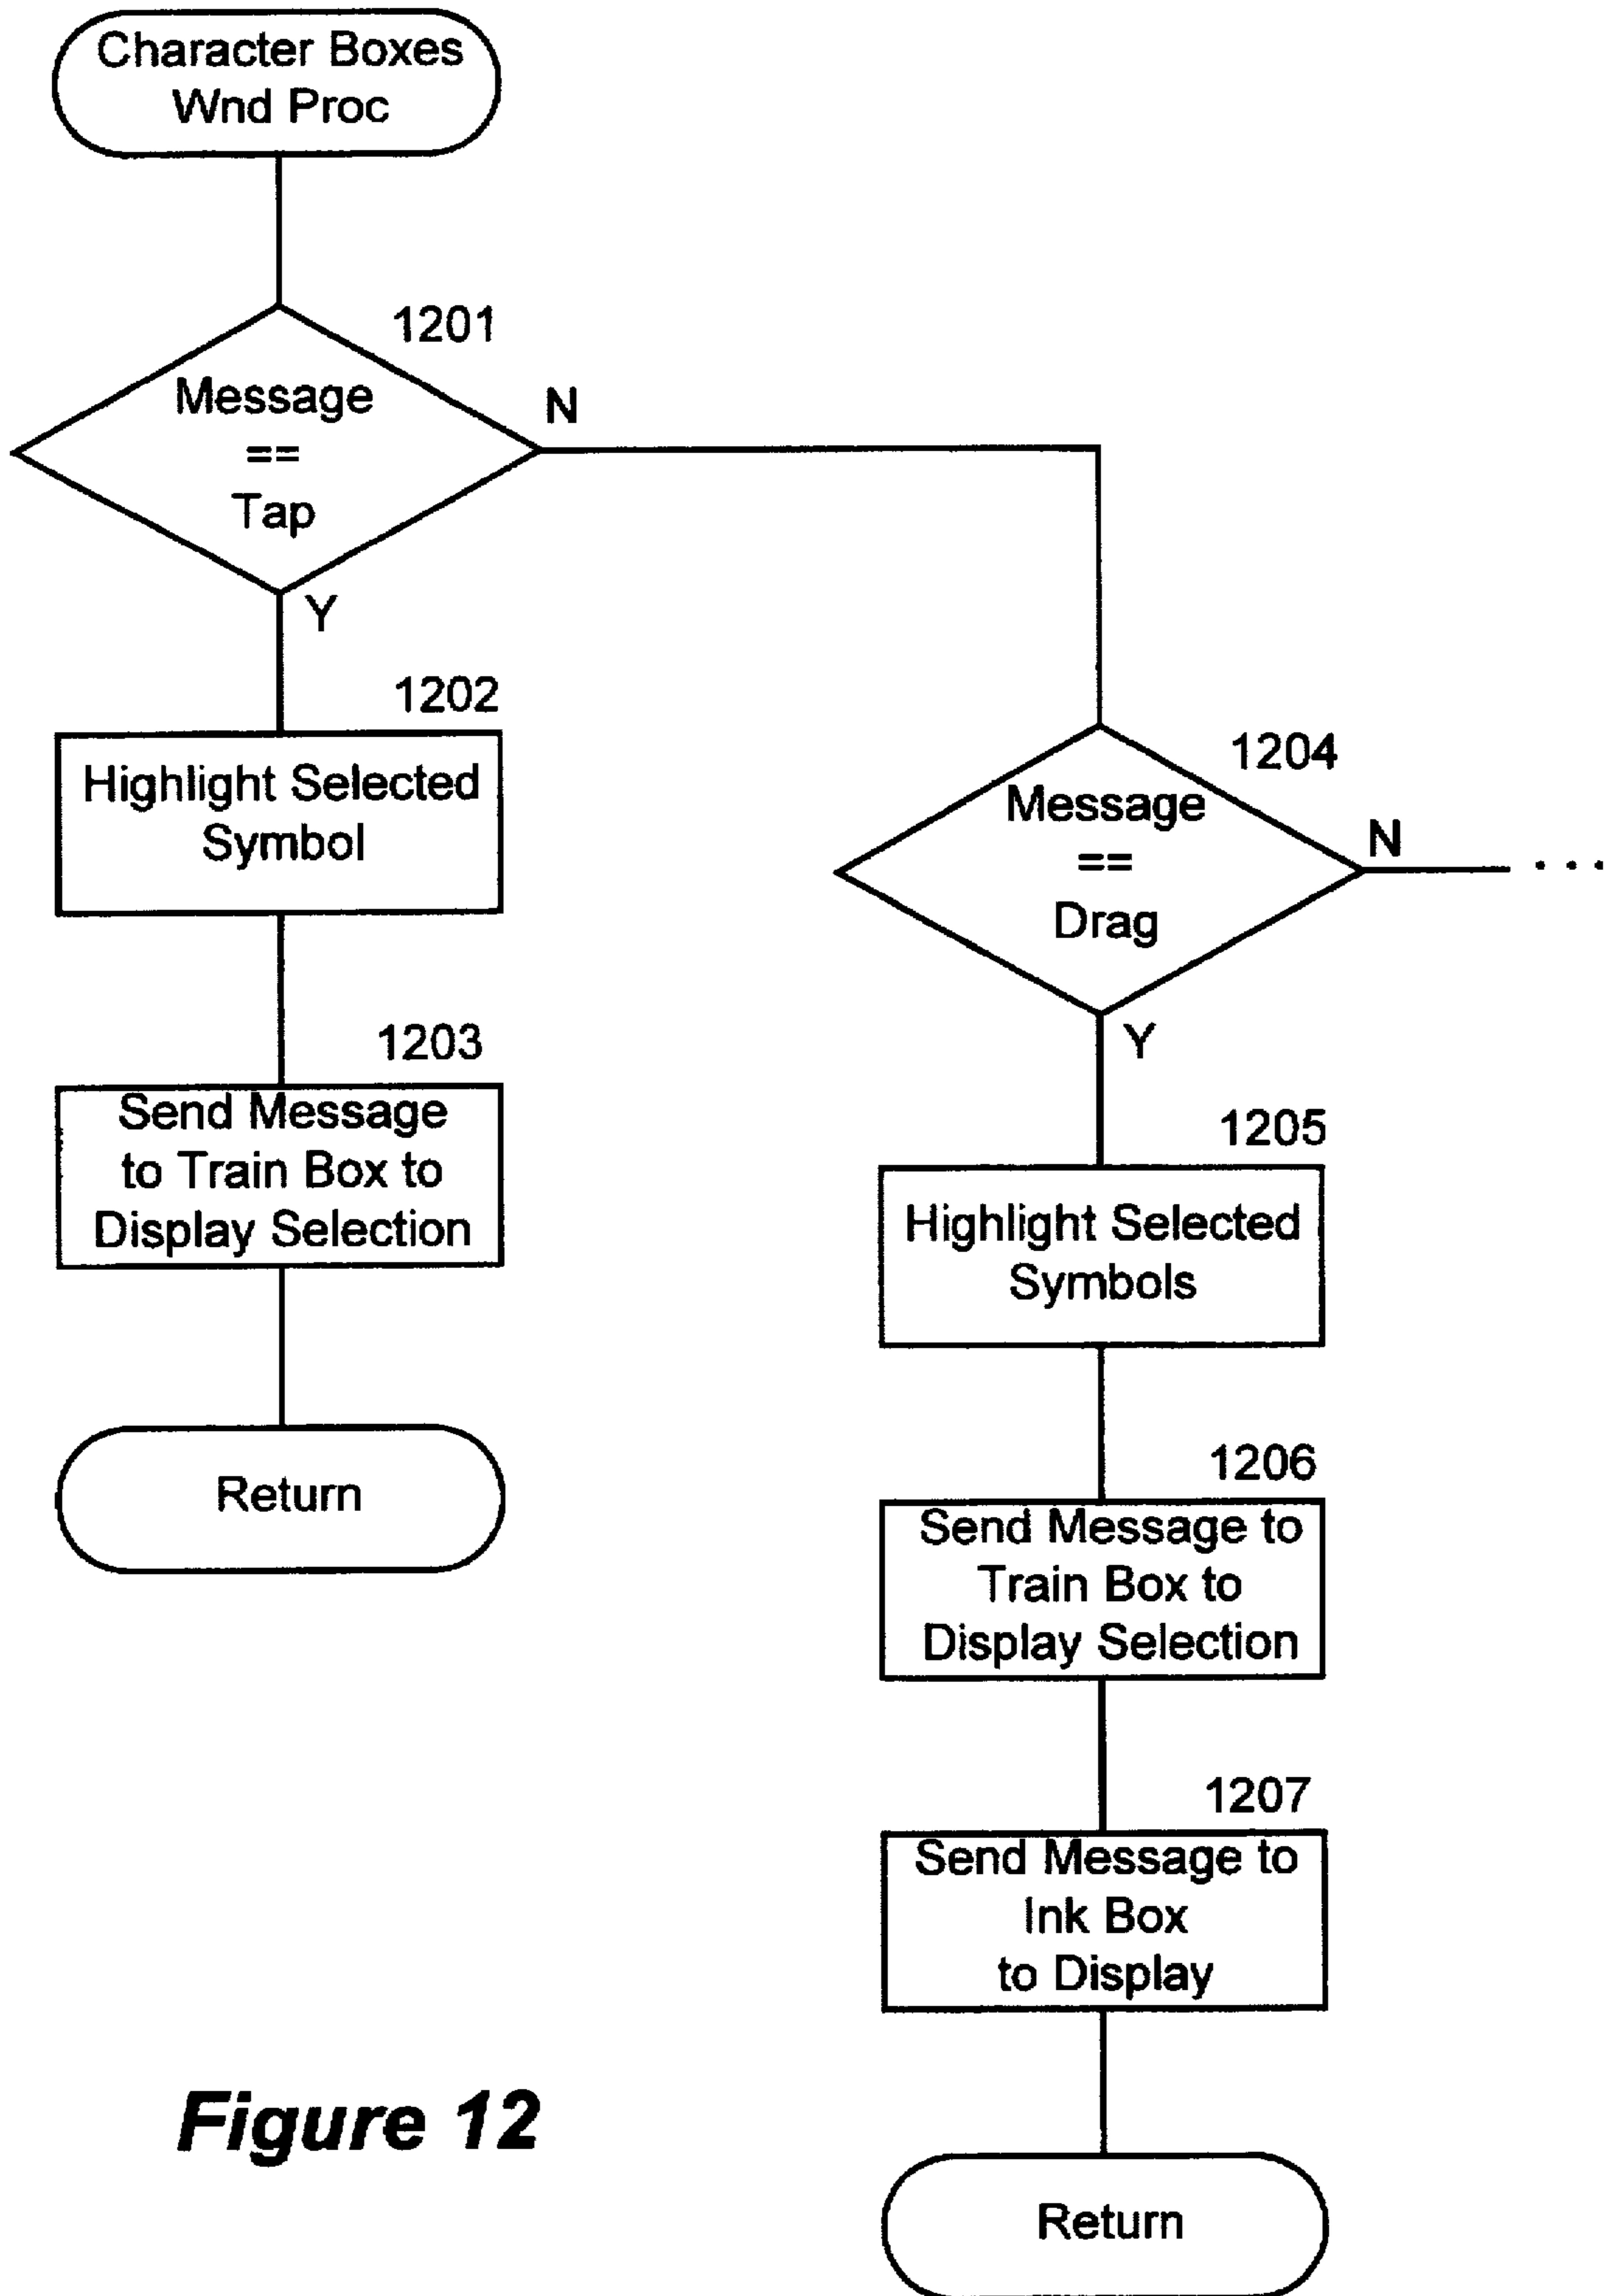 Character Boxes
Wnd Proc
1201
Message
==
Tap
N
Y
1202
Highlight Selected
Symbol
1203
Send Message
to Train Box to
Display Selection
Return
1204
Message
==
Drag
N
. . .
Y
1205
Highlight Selected
Symbols
1206
Send Message to
Train Box to
Display Selection
1207
Send Message to
Ink Box
to Display
Return
Figure 12